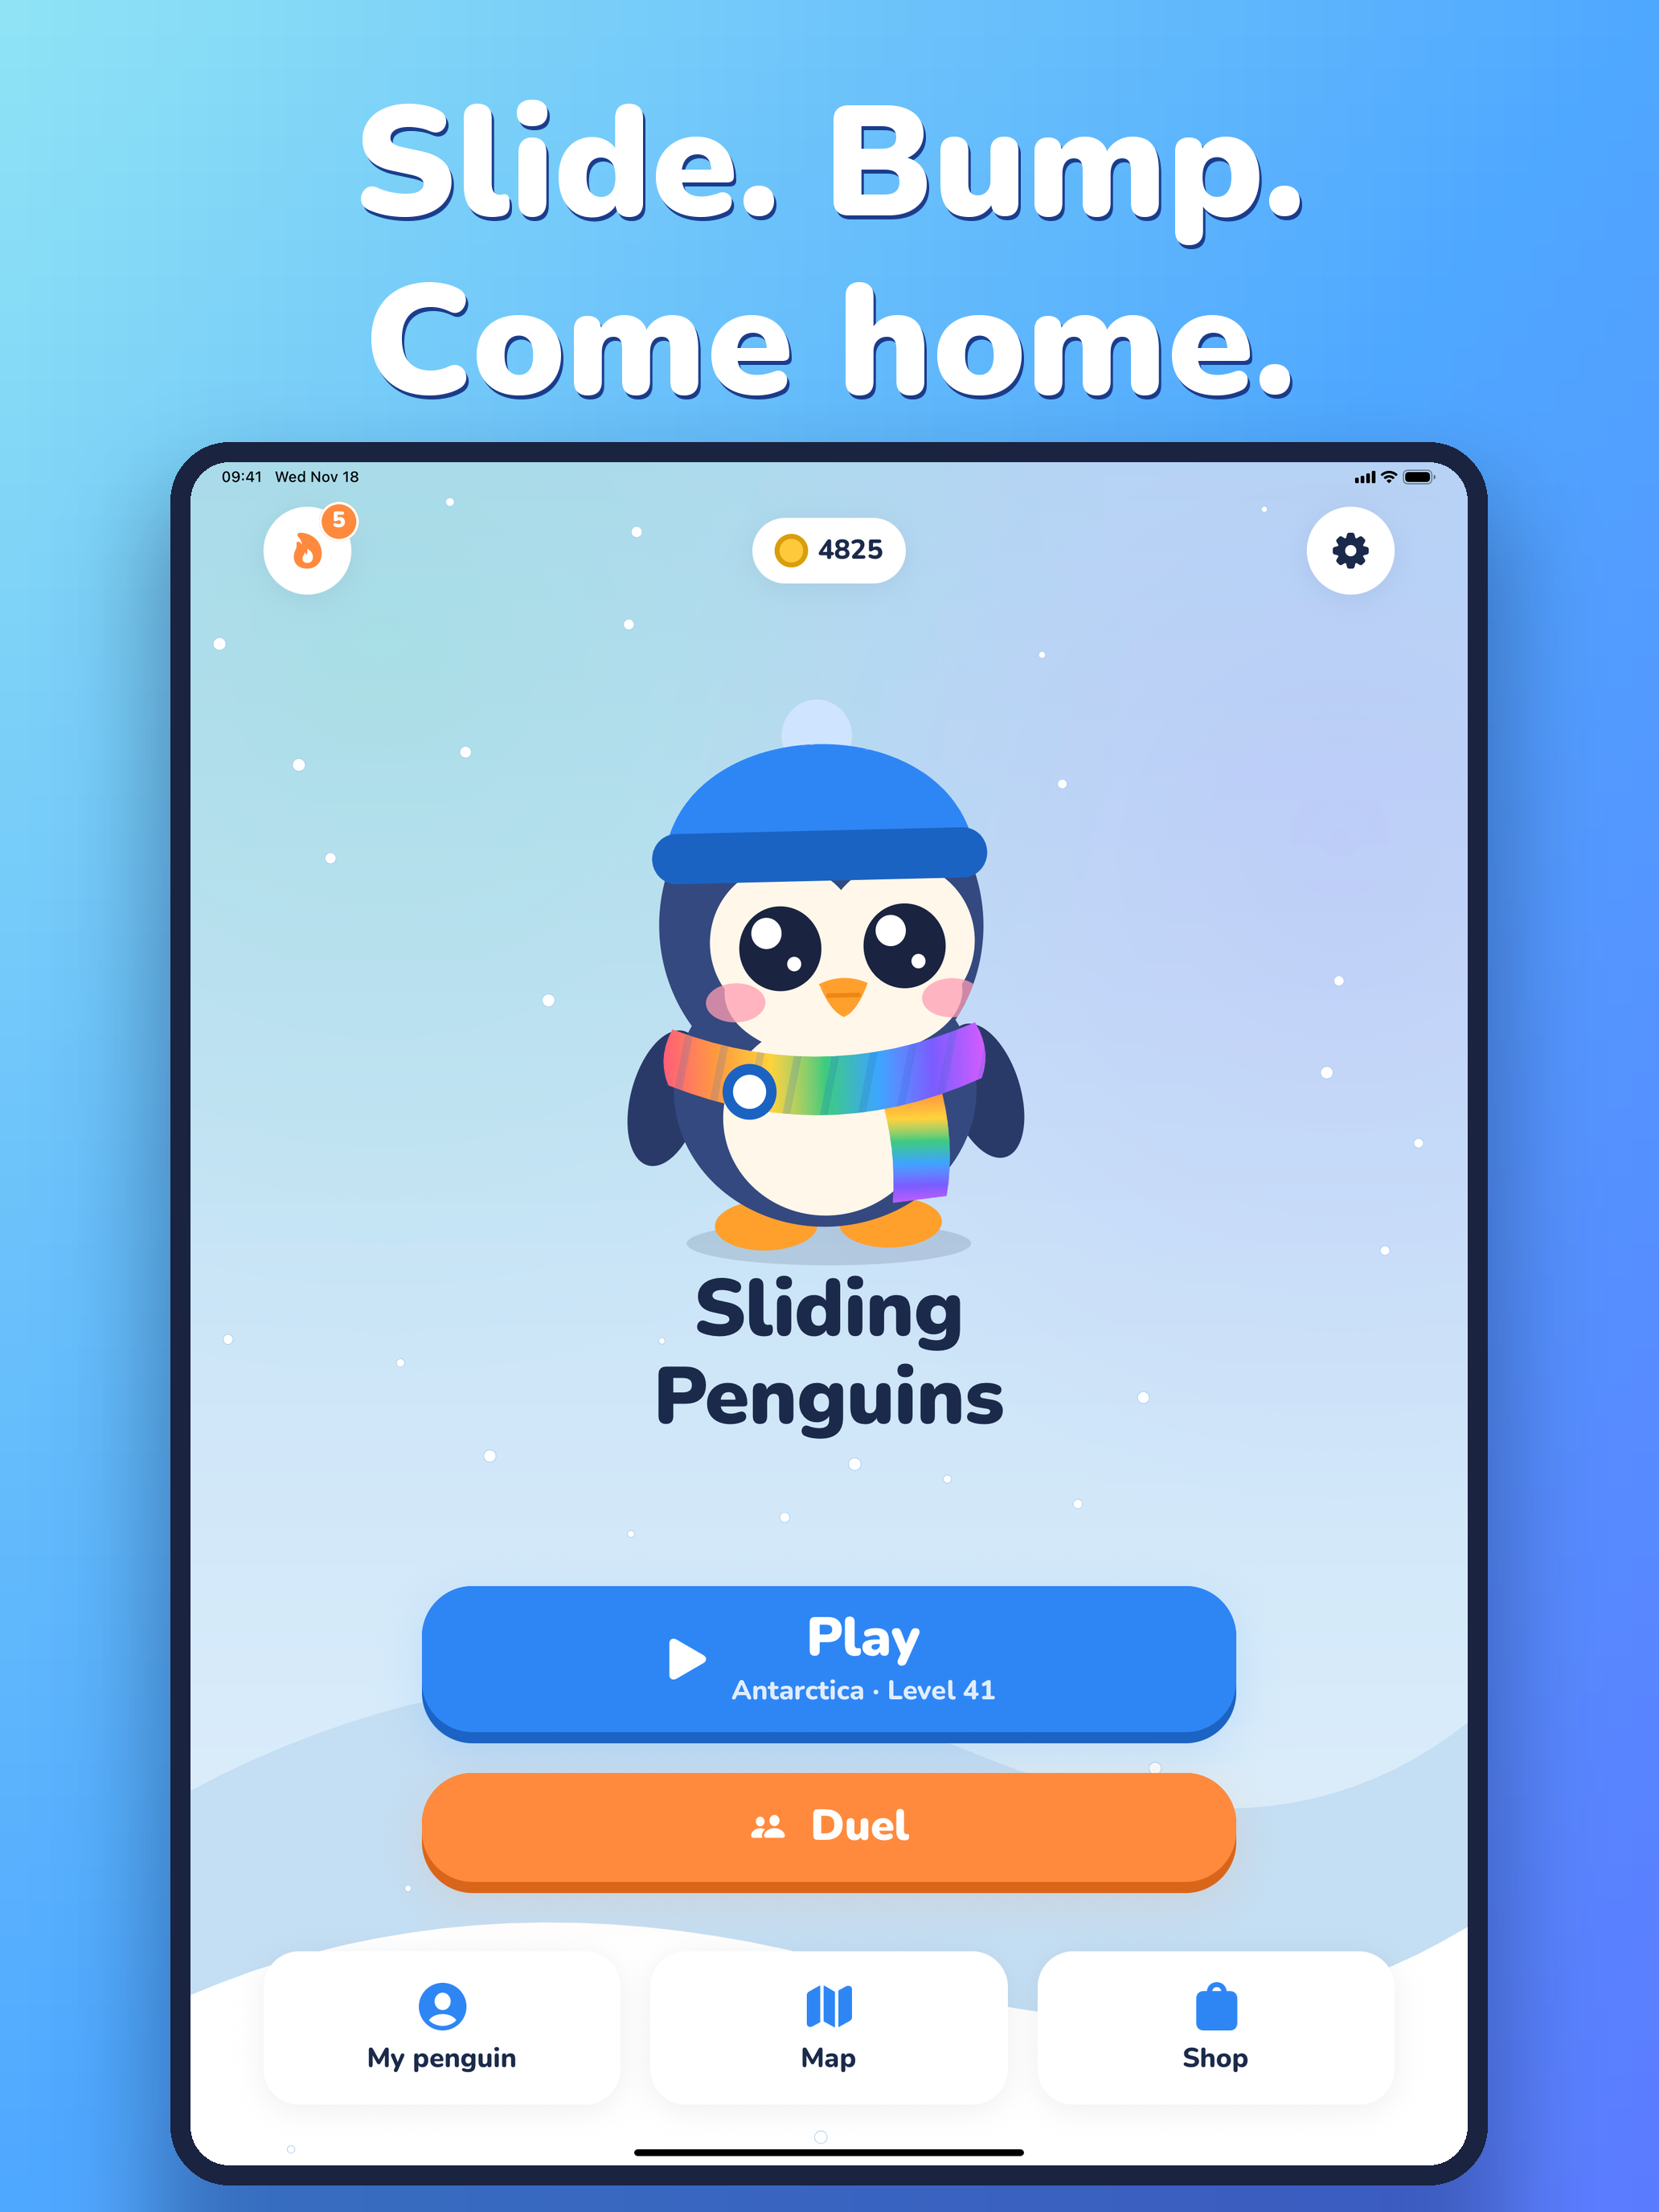 Slide. Bump.
Come home.
09:41 Wed Nov 18
5
4825
Sliding
Penguins
Play
Antarctica · Level 41
Duel
My penguin
Map
Shop